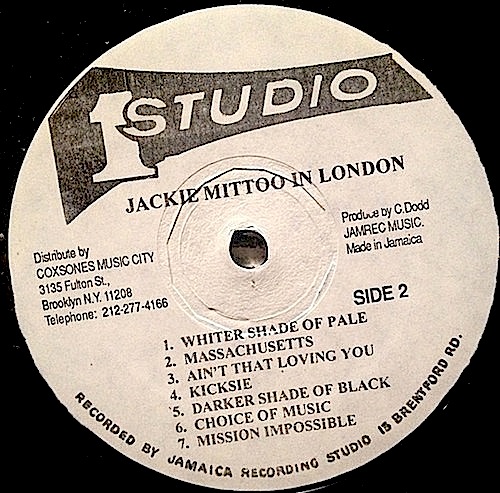 1 STUDIO
JACKIE MITTOO IN LONDON
Distribute by
COXSONES MUSIC CITY
3135 Fulton St.,
Brooklyn N.Y. 11208
Telephone: 212-277-4166
Produce by C.Dodd
JAMREC MUSIC.
Made in Jamaica
SIDE 2
1. WHITER SHADE OF PALE
2. MASSACHUSETTS
3. AIN'T THAT LOVING YOU
4. KICKSIE
5. DARKER SHADE OF BLACK
6. CHOICE OF MUSIC
7. MISSION IMPOSSIBLE
RECORDED BY JAMAICA RECORDING STUDIO 13 BRENTFORD RD.